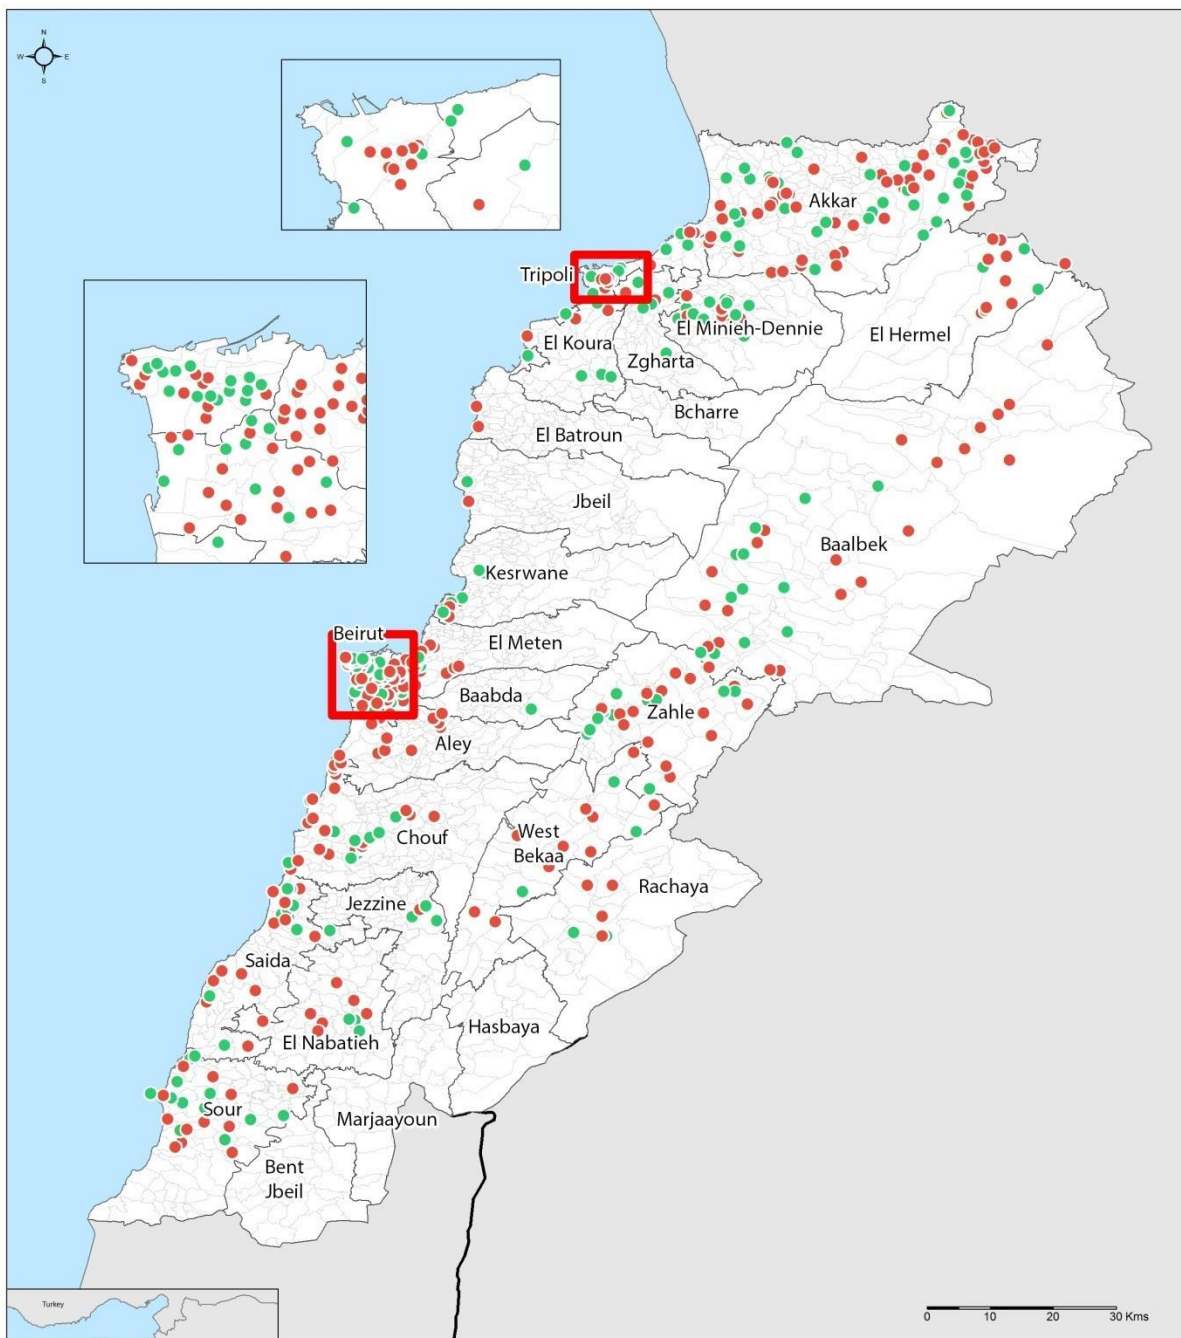 N
W E
S
Akkar
Tripoli
El Minieh-Dennie
El Hermel
El Koura
Zgharta
Bcharre
El Batroun
Jbeil
Baalbek
Kesrwane
Beirut
El Meten
Baabda
Zahle
Aley
Chouf
West
Bekaa
Rachaya
Jezzine
Saida
Hasbaya
El Nabatieh
Sour
Marjaayoun
Bent
Jbeil
Turkey
0 10 20 30 Kms